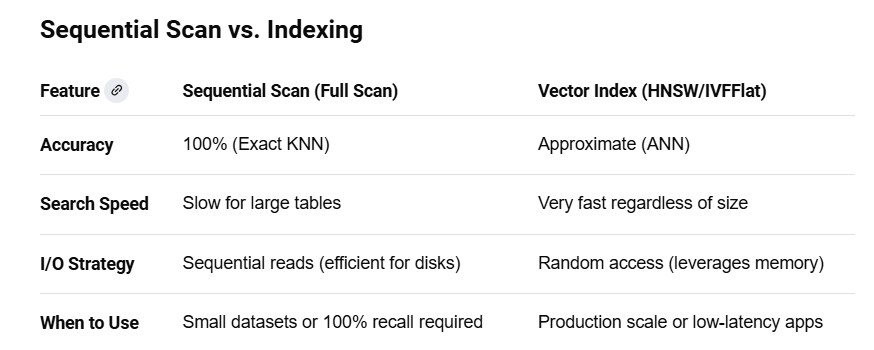 Sequential Scan vs. Indexing
Feature Sequential Scan (Full Scan) Vector Index (HNSW/IVFFlat)
Accuracy 100% (Exact KNN) Approximate (ANN)
Search Speed Slow for large tables Very fast regardless of size
I/O Strategy Sequential reads (efficient for disks) Random access (leverages memory)
When to Use Small datasets or 100% recall required Production scale or low-latency apps